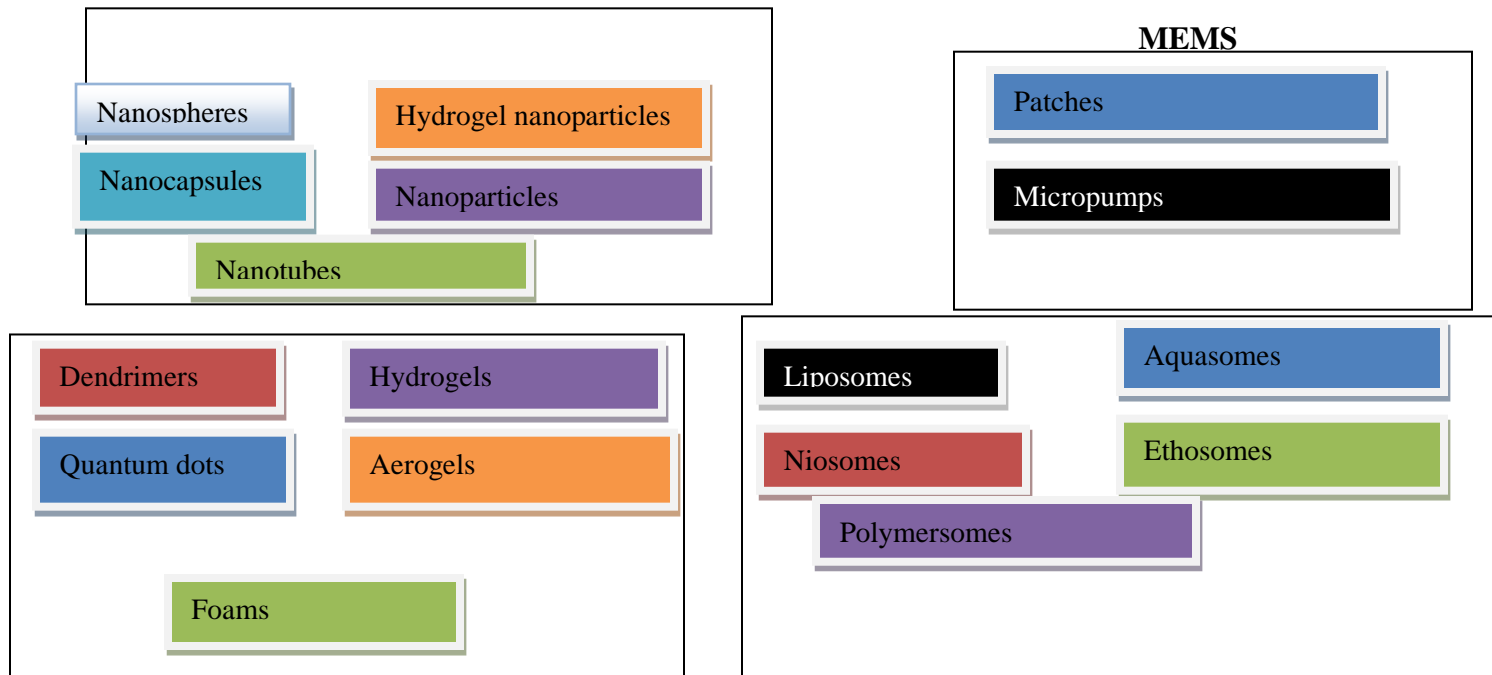 MEMS
Nanospheres
Hydrogel nanoparticles
Nanocapsules
Nanoparticles
Nanotubes
Patches
Micropumps
Dendrimers
Hydrogels
Quantum dots
Aerogels
Foams
Liposomes
Aquasomes
Niosomes
Ethosomes
Polymersomes